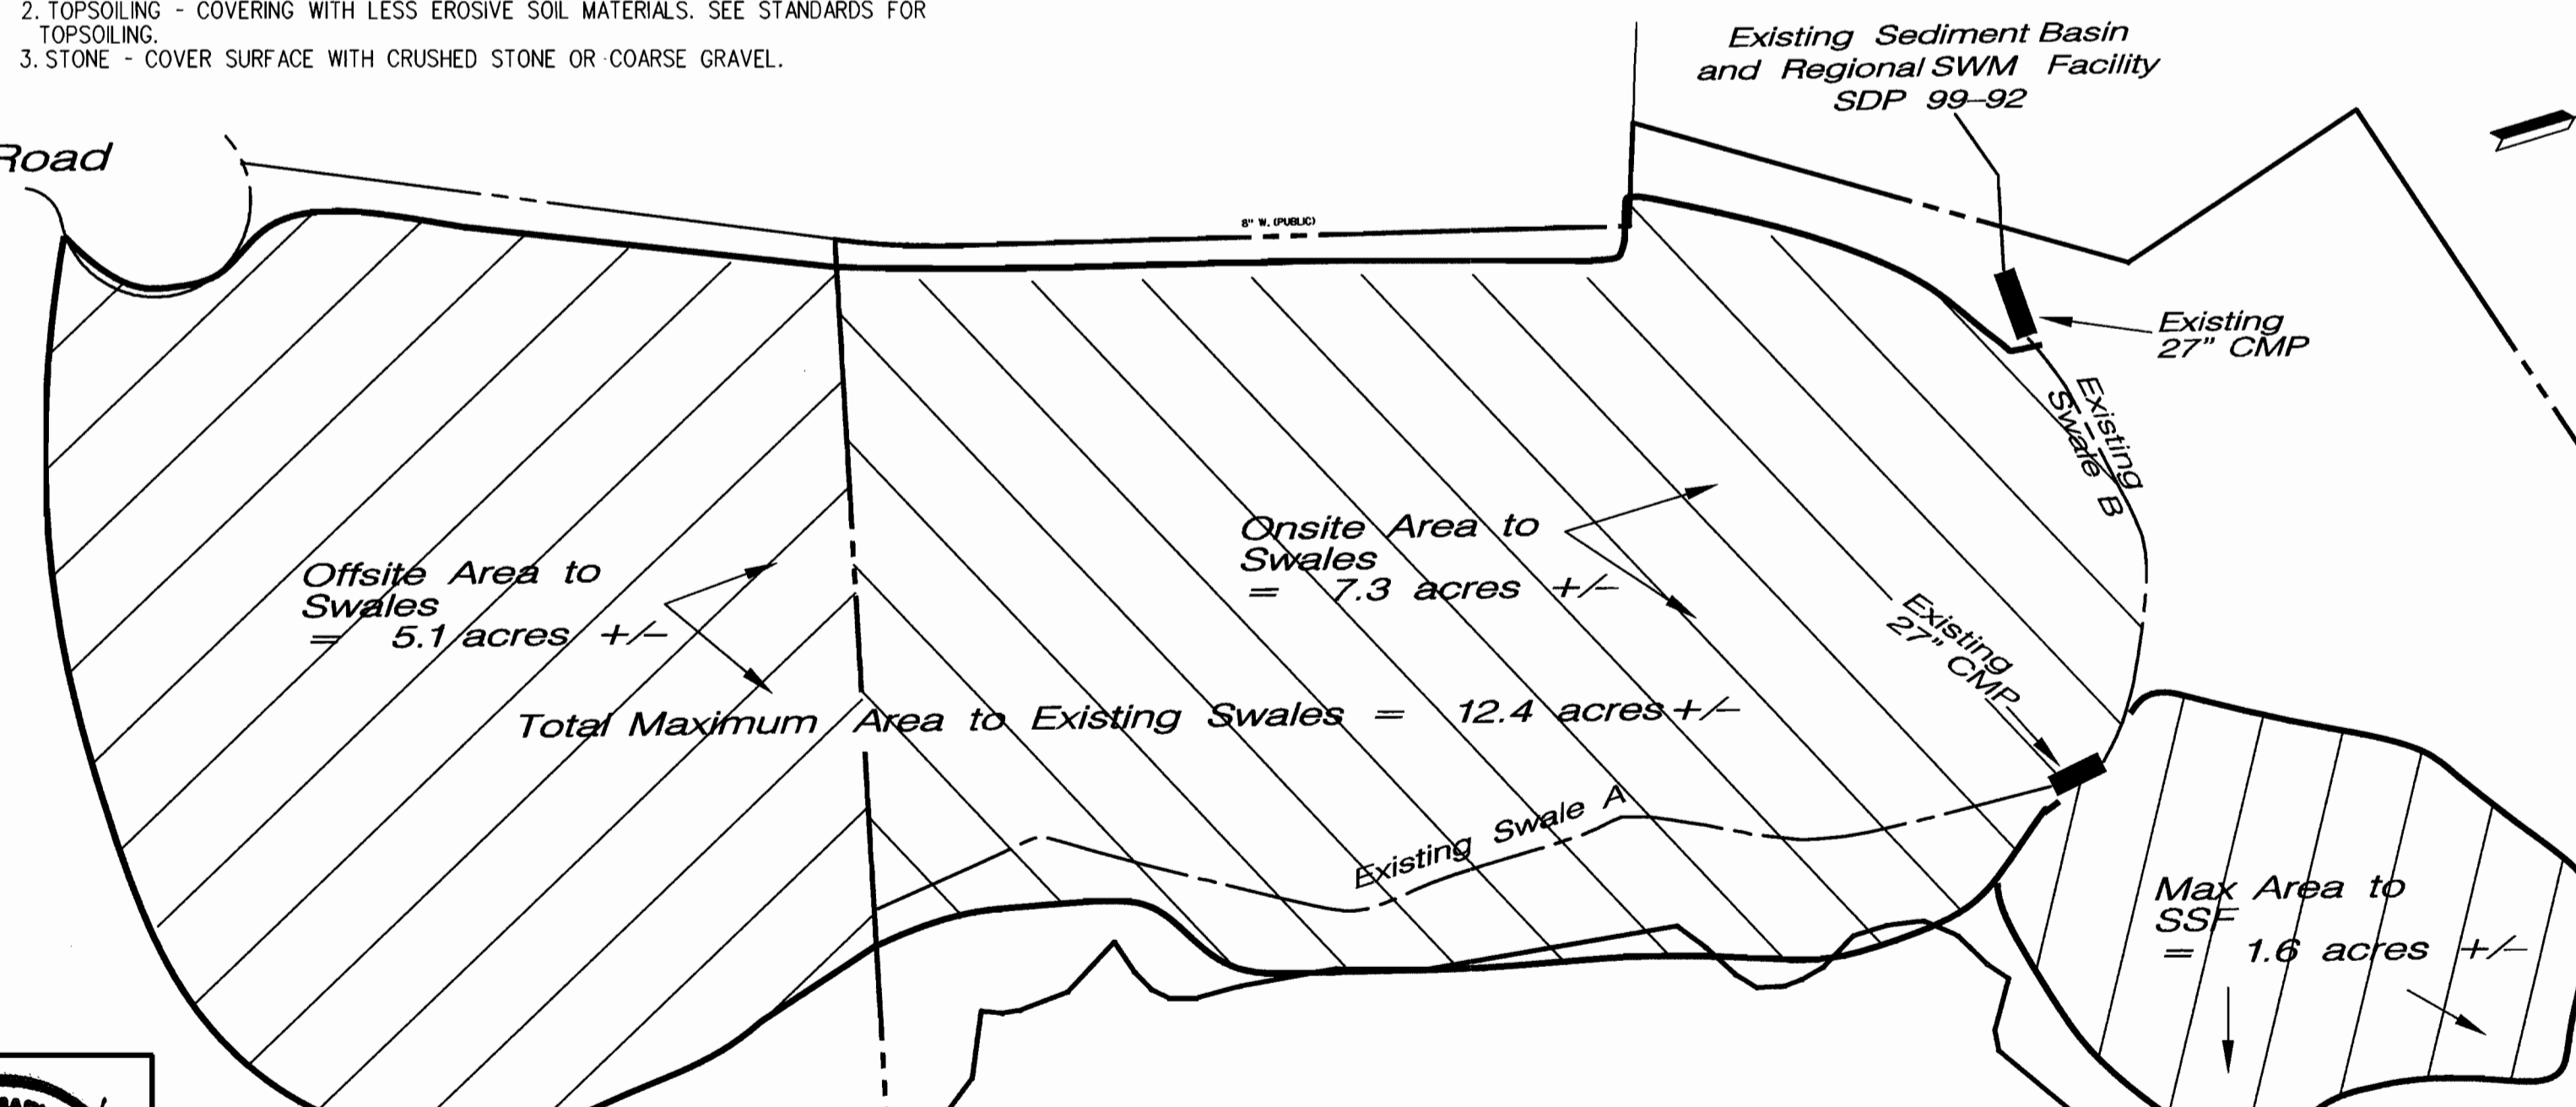 2. TOPSOILING - COVERING WITH LESS EROSIVE SOIL MATERIALS. SEE STANDARDS FOR
TOPSOILING.
3. STONE - COVER SURFACE WITH CRUSHED STONE OR COARSE GRAVEL.
Existing Sediment Basin
and Regional SWM Facility
SDP 99-92
Road
8" W. (PUBLIC)
Existing
27" CMP
Existing
Swale B
Onsite Area to
Swales
= 7.3 acres +/-
Offsite Area to
Swales
= 5.1 acres +/-
Existing
27" CMP
Total Maximum Area to Existing Swales = 12.4 acres +/-
Existing Swale A
Max Area to
SSF
= 1.6 acres +/-